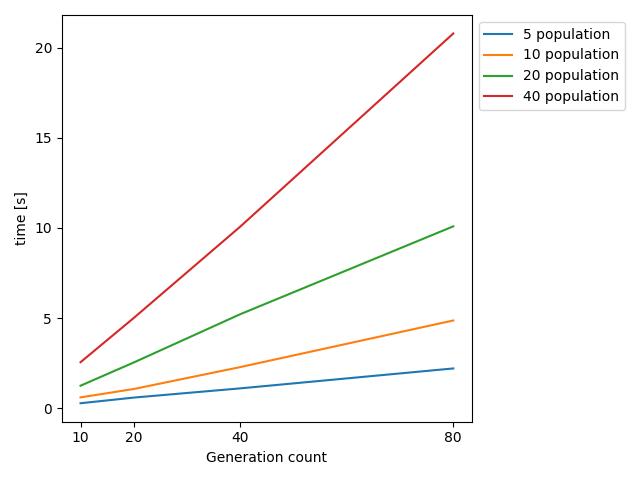 20
15
10
5
0
time [s]
10
20
40
80
Generation count
5 population
10 population
20 population
40 population